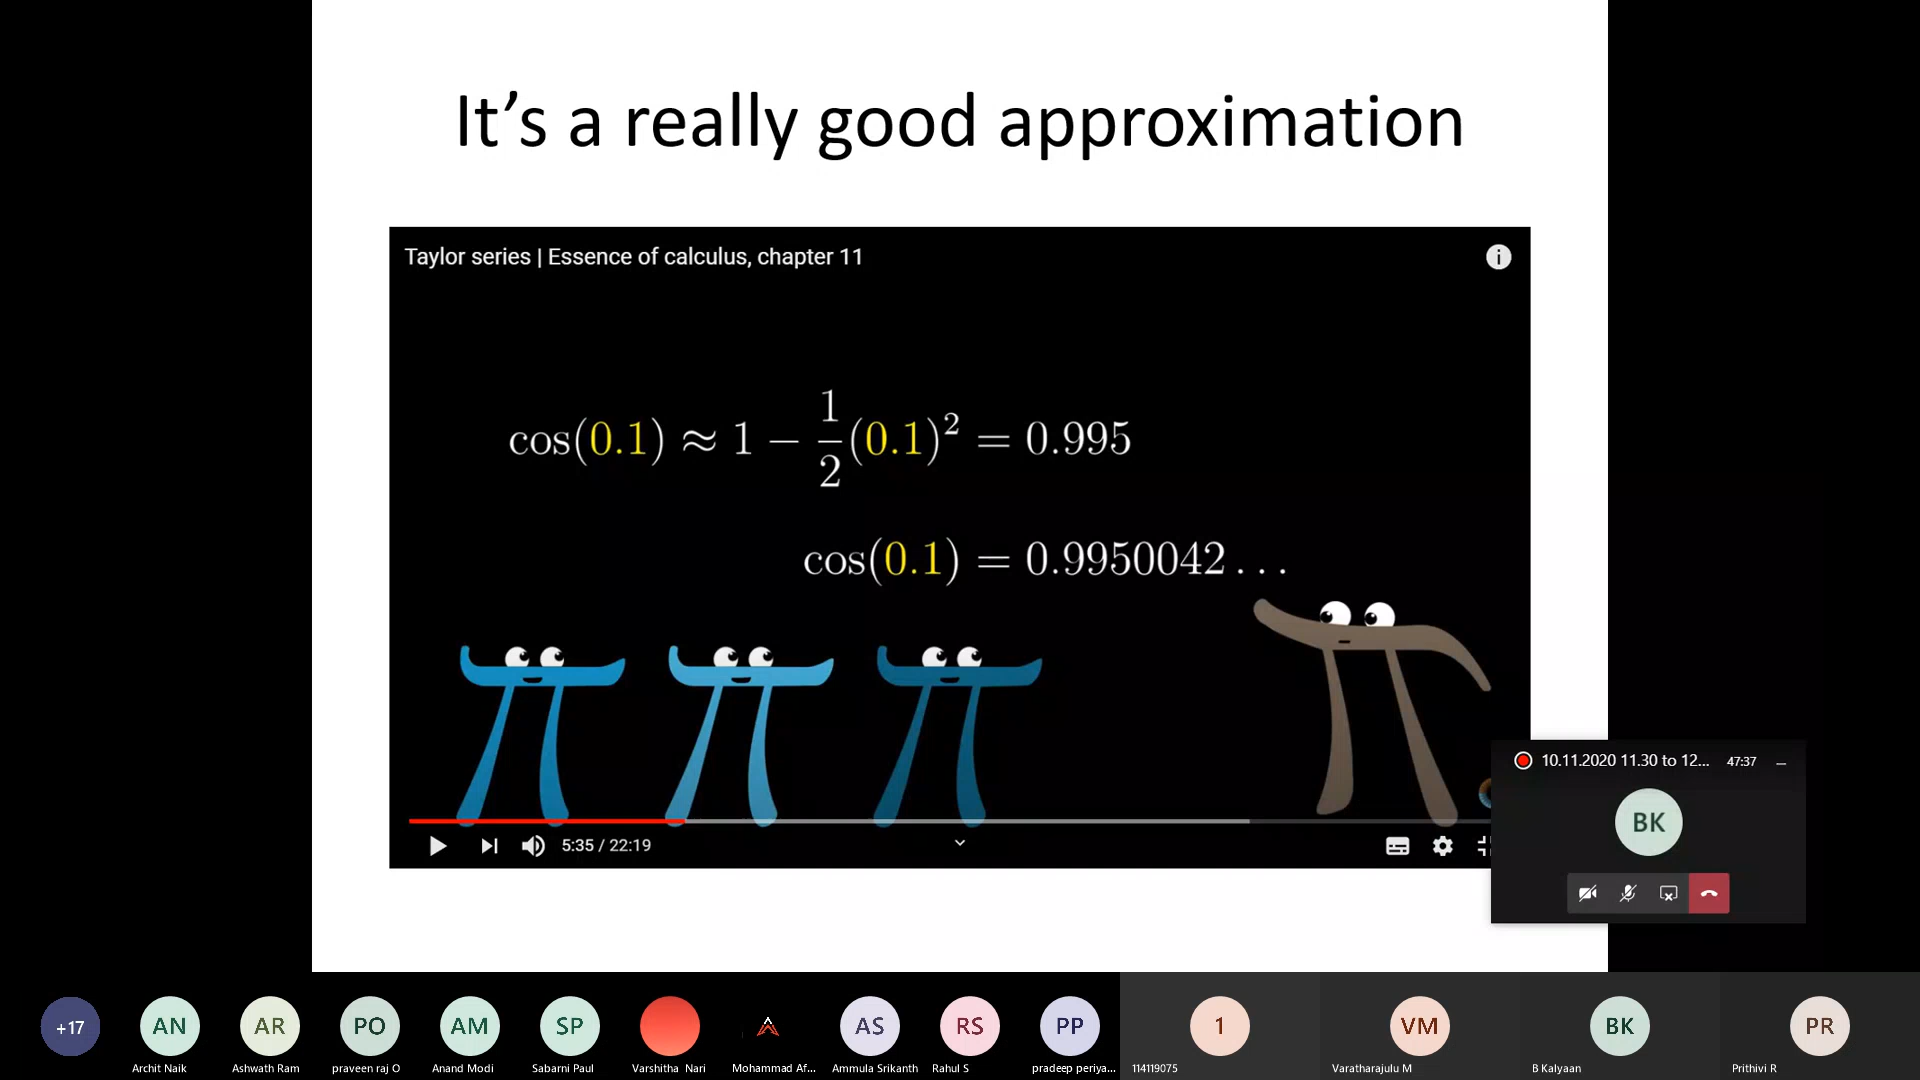 It's a really good approximation
Taylor series | Essence of calculus, chapter 11
i
cos(0.1) ≈ 1 − 1/2 (0.1)² = 0.995
cos(0.1) = 0.9950042...
5:35 / 22:19
10.11.2020 11.30 to 12... 47:37
BK
+17 AN AR PO AM SP AS RS PP 1 VM BK PR
Archit Naik Ashwath Ram praveen raj O Anand Modi Sabarni Paul Varshitha Nari Mohammad Af... Ammula Srikanth Rahul S pradeep periya... 114119075 Varatharajulu M B Kalyaan Prithivi R